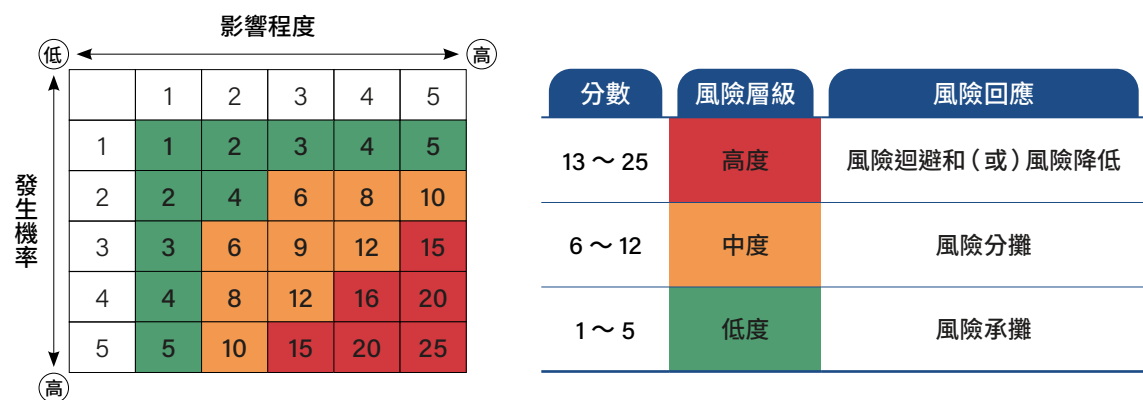 影響程度
低 高
1 2 3 4 5
1 1 2 3 4 5
2 2 4 6 8 10
3 3 6 9 12 15
4 4 8 12 16 20
5 5 10 15 20 25
發生機率
高
分數 風險層級 風險回應
13～25 高度 風險迴避和（或）風險降低
6～12 中度 風險分攤
1～5 低度 風險承攤